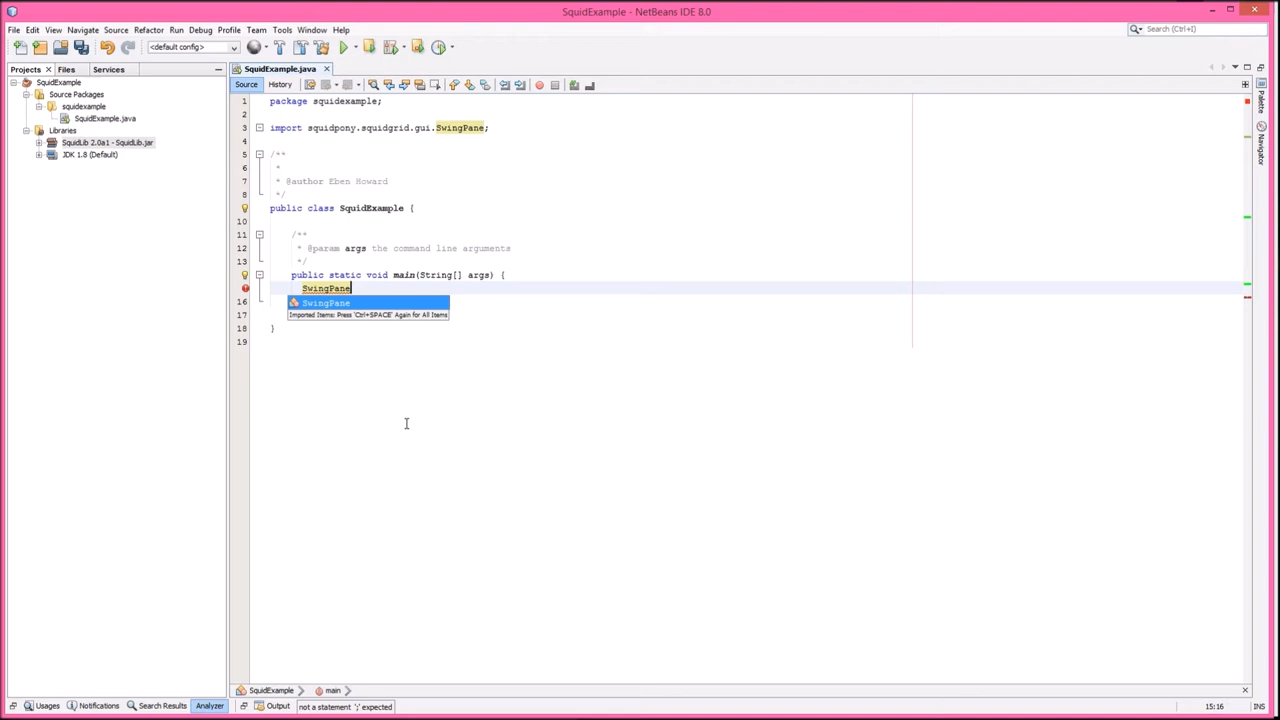 SquidExample - NetBeans IDE 8.0
File Edit View Navigate Source Refactor Run Debug Profile Team Tools Window Help
Search (Ctrl+I)
<default config>
Projects Files Services
SquidExample.java
SquidExample
Source Packages
squidexample
SquidExample.java
Libraries
SquidLib 2.0a1 - SquidLib.jar
JDK 1.8 (Default)
Source History
1 package squidexample;
2
3 import squidpony.squidgrid.gui.SwingPane;
4
5 /**
6 *
7 * @author Eben Howard
8 */
public class SquidExample {
10
11 /**
12 * @param args the command line arguments
13 */
public static void main(String[] args) {
SwingPane
SwingPane
Imported Items: Press 'Ctrl+SPACE' Again for All Items
16
17
18 }
19
Palette
Navigator
SquidExample main
Usages Notifications Search Results Analyzer Output not a statement ';' expected 15:16 INS